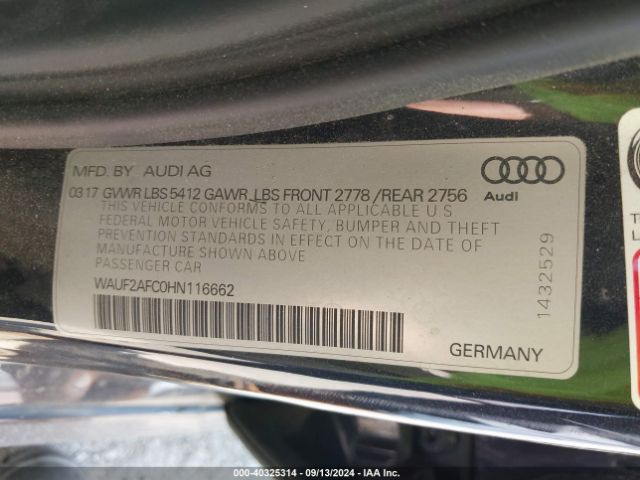 MFD. BY AUDI AG
03 17 GVWR LBS 5412 GAWR LBS FRONT 2778 /REAR 2756
THIS VEHICLE CONFORMS TO ALL APPLICABLE U S
FEDERAL MOTOR VEHICLE SAFETY, BUMPER AND THEFT
PREVENTION STANDARDS IN EFFECT ON THE DATE OF
MANUFACTURE SHOWN ABOVE
PASSENGER CAR
WAUF2AFC0HN116662
GERMANY
Audi
1432529
000-40325314 - 09/13/2024 - IAA Inc.